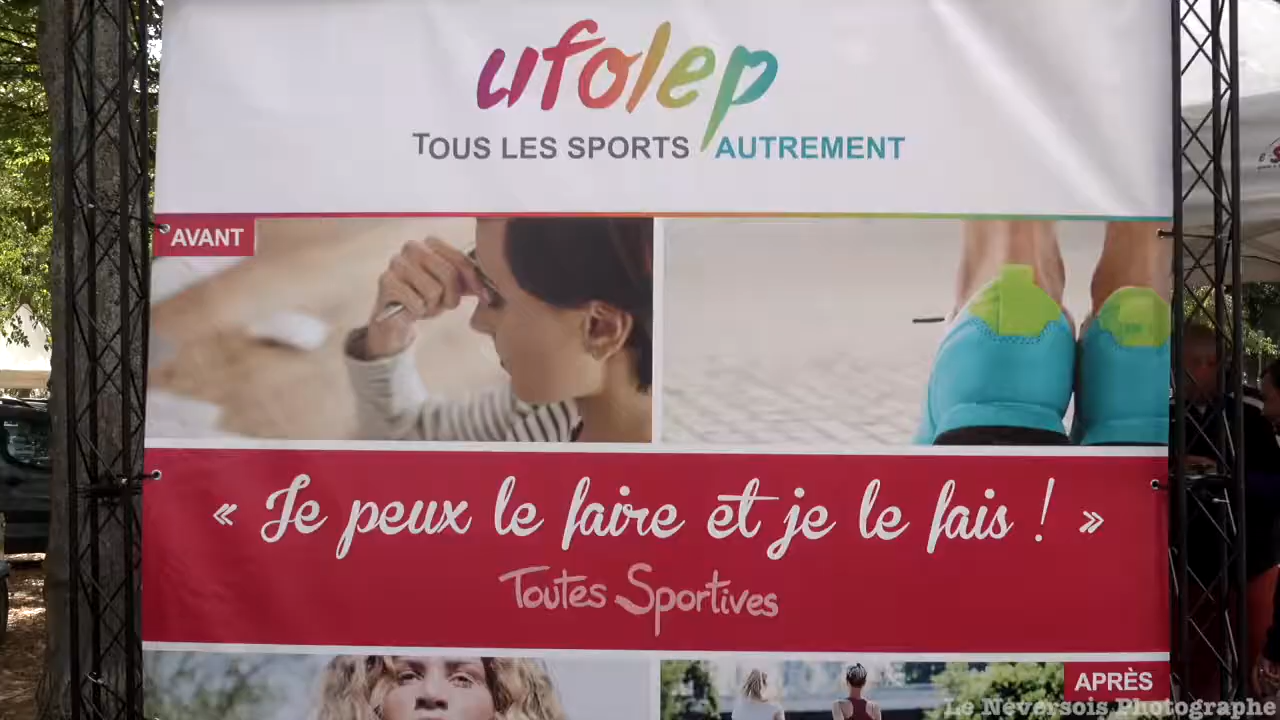 ufolep
TOUS LES SPORTS AUTREMENT
AVANT
« Je peux le faire et je le fais ! »
Toutes Sportives
APRÈS
Le Neversois Photographe